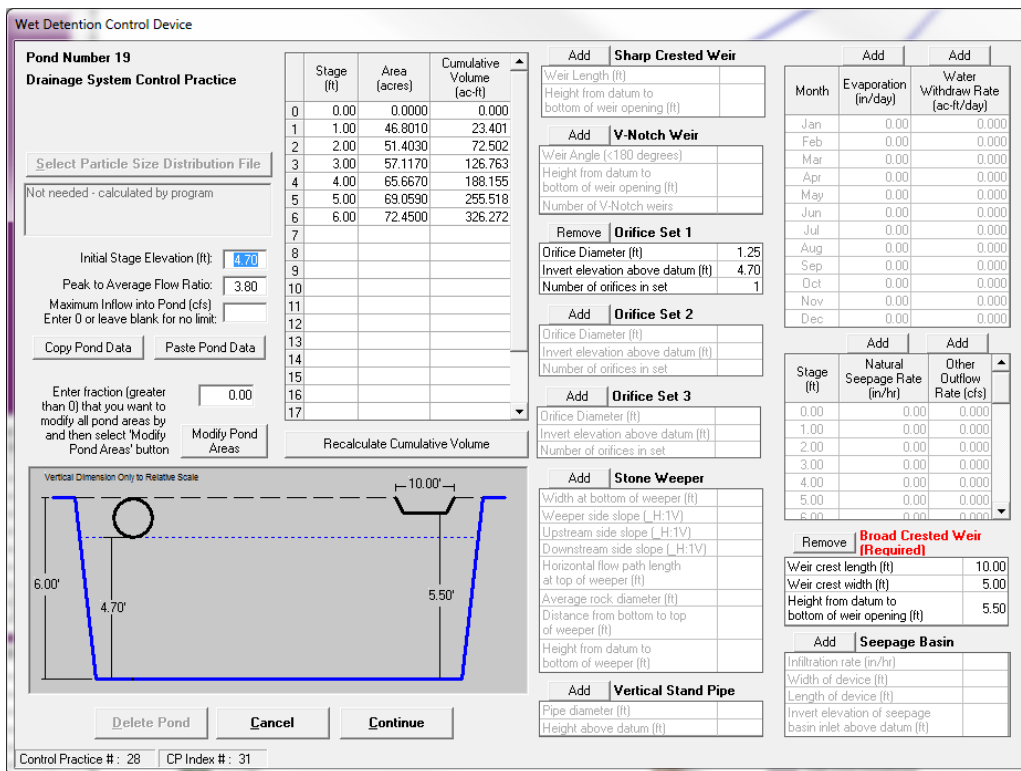 Wet Detention Control Device
Pond Number 19
Drainage System Control Practice
Select Particle Size Distribution File
Not needed - calculated by program
Initial Stage Elevation (ft): 4.70
Peak to Average Flow Ratio: 3.80
Maximum Inflow into Pond (cfs)
Enter 0 or leave blank for no limit:
Copy Pond Data Paste Pond Data
Enter fraction (greater
than 0) that you want to
modify all pond areas by
and then select 'Modify
Pond Areas' button
0.00
Modify Pond
Areas
Stage
(ft)
Area
(acres)
Cumulative
Volume
(ac-ft)
0 0.00 0.0000 0.000
1 1.00 46.8010 23.401
2 2.00 51.4030 72.502
3 3.00 57.1170 126.763
4 4.00 65.6670 188.155
5 5.00 69.0590 255.518
6 6.00 72.4500 326.272
7
8
9
10
11
12
13
14
15
16
17
Recalculate Cumulative Volume
Vertical Dimension Only to Relative Scale
10.00'
6.00'
4.70'
5.50'
Delete Pond Cancel Continue
Control Practice # : 28 CP Index # : 31
Add Sharp Crested Weir
Weir Length (ft)
Height from datum to
bottom of weir opening (ft)
Add V-Notch Weir
Weir Angle (<180 degrees)
Height from datum to
bottom of weir opening (ft)
Number of V-Notch weirs
Remove Orifice Set 1
Orifice Diameter (ft) 1.25
Invert elevation above datum (ft) 4.70
Number of orifices in set 1
Add Orifice Set 2
Orifice Diameter (ft)
Invert elevation above datum (ft)
Number of orifices in set
Add Orifice Set 3
Orifice Diameter (ft)
Invert elevation above datum (ft)
Number of orifices in set
Add Stone Weeper
Width at bottom of weeper (ft)
Weeper side slope (_H:1V)
Upstream side slope (_H:1V)
Downstream side slope (_H:1V)
Horizontal flow path length
at top of weeper (ft)
Average rock diameter (ft)
Distance from bottom to top
of weeper (ft)
Height from datum to
bottom of weeper (ft)
Add Vertical Stand Pipe
Pipe diameter (ft)
Height above datum (ft)
Add Add
Month
Evaporation
(in/day)
Water
Withdraw Rate
(ac-ft/day)
Jan 0.00 0.000
Feb 0.00 0.000
Mar 0.00 0.000
Apr 0.00 0.000
May 0.00 0.000
Jun 0.00 0.000
Jul 0.00 0.000
Aug 0.00 0.000
Sep 0.00 0.000
Oct 0.00 0.000
Nov 0.00 0.000
Dec 0.00 0.000
Add Add
Stage
(ft)
Natural
Seepage Rate
(in/hr)
Other
Outflow
Rate (cfs)
0.00 0.00 0.000
1.00 0.00 0.000
2.00 0.00 0.000
3.00 0.00 0.000
4.00 0.00 0.000
5.00 0.00 0.000
6.00 0.00 0.000
Remove Broad Crested Weir
(Required)
Weir crest length (ft) 10.00
Weir crest width (ft) 5.00
Height from datum to
bottom of weir opening (ft) 5.50
Add Seepage Basin
Infiltration rate (in/hr)
Width of device (ft)
Length of device (ft)
Invert elevation of seepage
basin inlet above datum (ft)